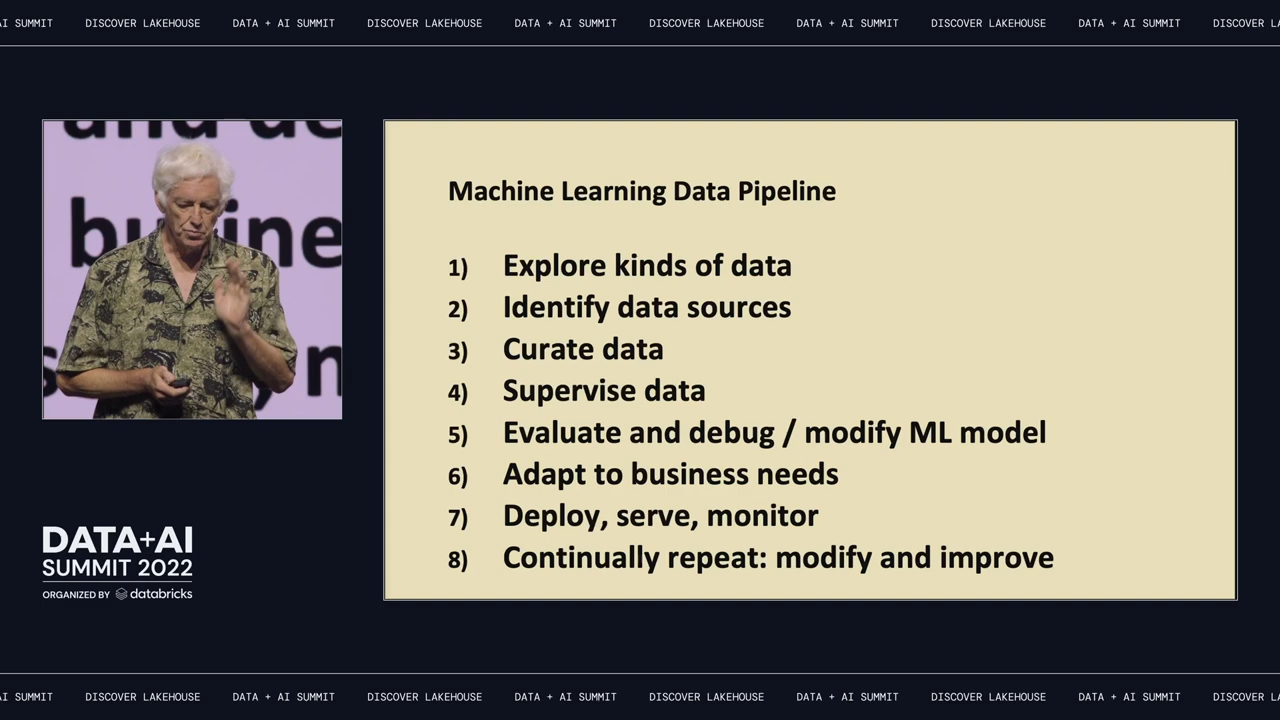 AI SUMMIT DISCOVER LAKEHOUSE DATA + AI SUMMIT DISCOVER LAKEHOUSE DATA + AI SUMMIT DISCOVER LAKEHOUSE DATA + AI SUMMIT DISCOVER LAKEHOUSE DATA + AI SUMMIT DISCOVER
and de
business
Machine Learning Data Pipeline
1) Explore kinds of data
2) Identify data sources
3) Curate data
4) Supervise data
5) Evaluate and debug / modify ML model
6) Adapt to business needs
7) Deploy, serve, monitor
8) Continually repeat: modify and improve
DATA+AI
SUMMIT 2022
ORGANIZED BY databricks
AI SUMMIT DISCOVER LAKEHOUSE DATA + AI SUMMIT DISCOVER LAKEHOUSE DATA + AI SUMMIT DISCOVER LAKEHOUSE DATA + AI SUMMIT DISCOVER LAKEHOUSE DATA + AI SUMMIT DISCOVER